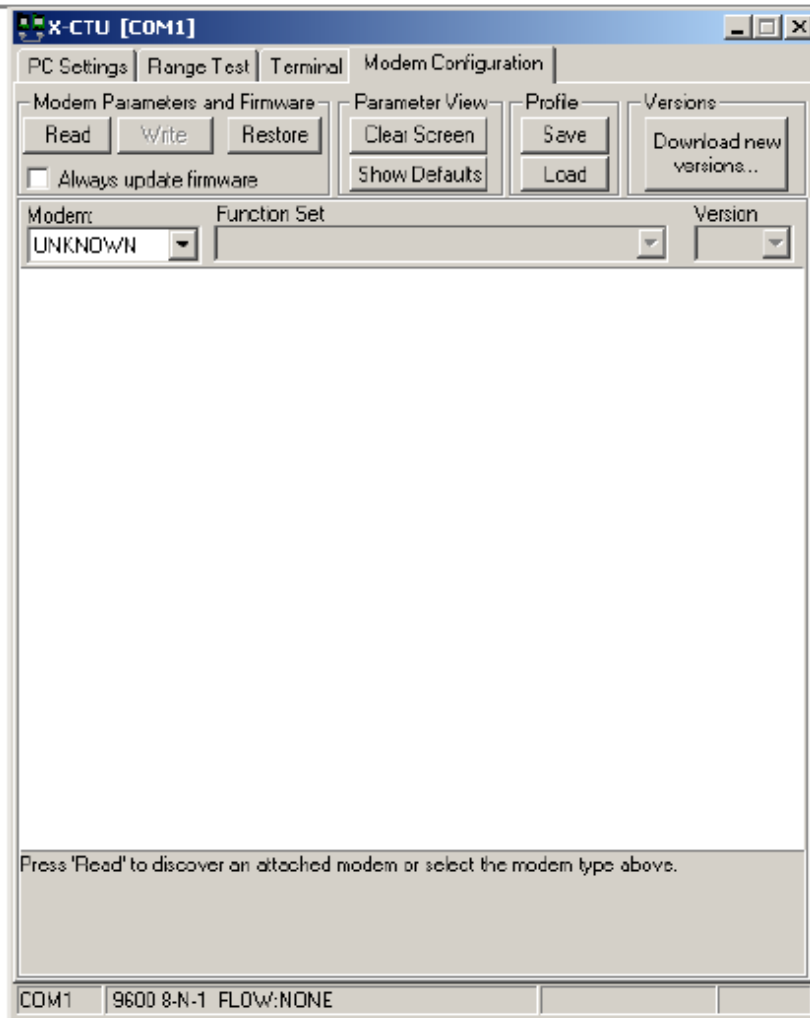 X-CTU [COM1]
PC Settings Range Test Terminal Modem Configuration
Modem Parameters and Firmware Parameter View Profile Versions
Read Write Restore Clear Screen Save Download new versions...
Always update firmware Show Defaults Load
Modem: Function Set Version
UNKNOWN
Press 'Read' to discover an attached modem or select the modem type above.
COM1 9600 8-N-1 FLOW:NONE